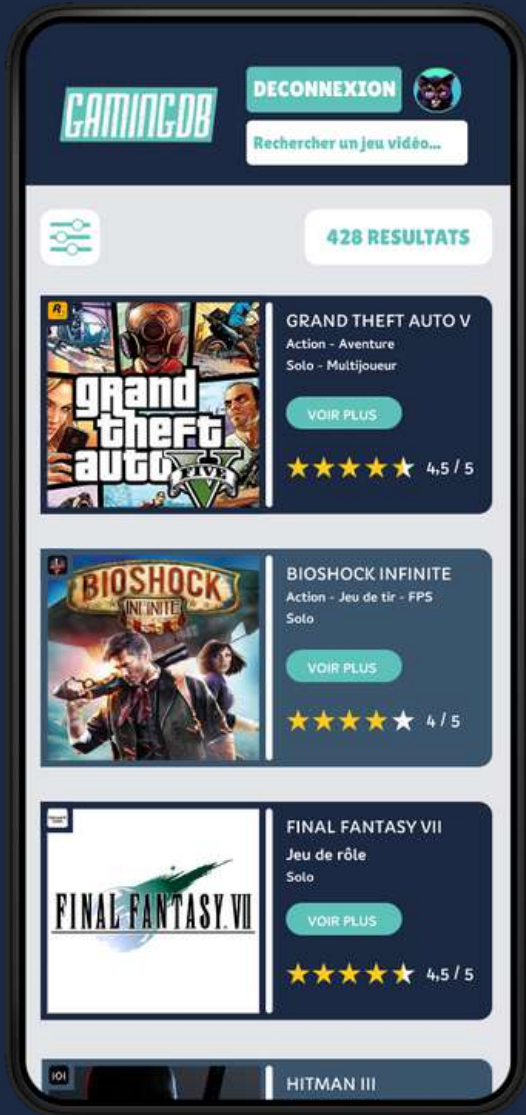 GAMINGDB
DECONNEXION
Rechercher un jeu vidéo...
428 RESULTATS
R
grand
theft
auto
V
FIVE
GRAND THEFT AUTO V
Action - Aventure
Solo - Multijoueur
VOIR PLUS
4,5 / 5
BIOSHOCK
INFINITE
BIOSHOCK INFINITE
Action - Jeu de tir - FPS
Solo
VOIR PLUS
4 / 5
FINAL FANTASY VII
FINAL FANTASY VII
Jeu de rôle
Solo
VOIR PLUS
4,5 / 5
HITMAN III